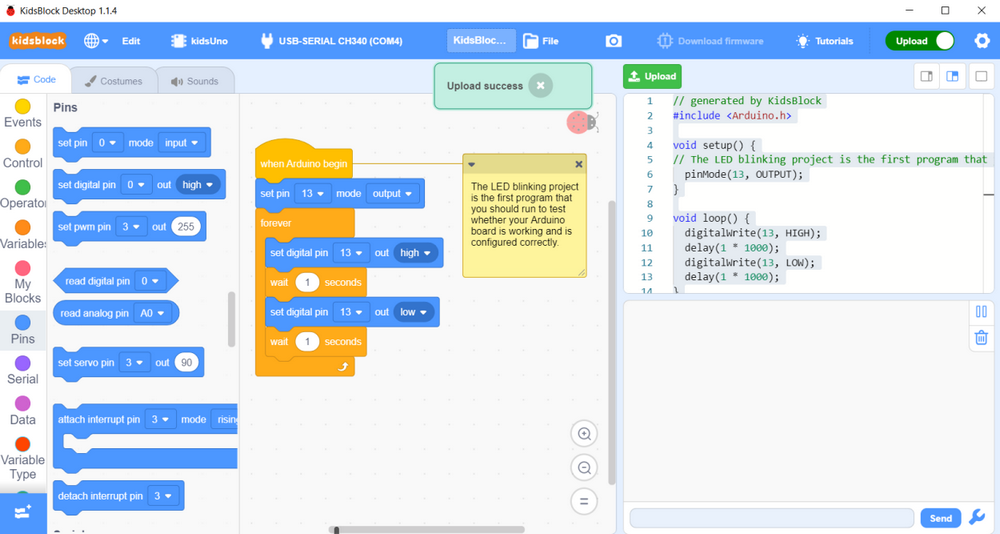 KidsBlock Desktop 1.1.4
kidsblock
Edit
kidsUno
USB-SERIAL CH340 (COM4)
KidsBloc...
File
Download firmware
Tutorials
Upload
Code
Costumes
Sounds
Upload success
Upload
Events
Control
Operato
Variable
My
Blocks
Pins
Serial
Data
Variable
Type
Pins
set pin 0 mode input
set digital pin 0 out high
set pwm pin 3 out 255
read digital pin 0
read analog pin A0
set servo pin 3 out 90
attach interrupt pin 3 mode risin
detach interrupt pin 3
when Arduino begin
set pin 13 mode output
forever
set digital pin 13 out high
wait 1 seconds
set digital pin 13 out low
wait 1 seconds
The LED blinking project
is the first program that
you should run to test
whether your Arduino
board is working and is
configured correctly.
1 // generated by KidsBlock
2 #include <Arduino.h>
3
4 void setup() {
5 // The LED blinking project is the first program that
6 pinMode(13, OUTPUT);
7 }
8
9 void loop() {
10 digitalWrite(13, HIGH);
11 delay(1 * 1000);
12 digitalWrite(13, LOW);
13 delay(1 * 1000);
14 }
Send